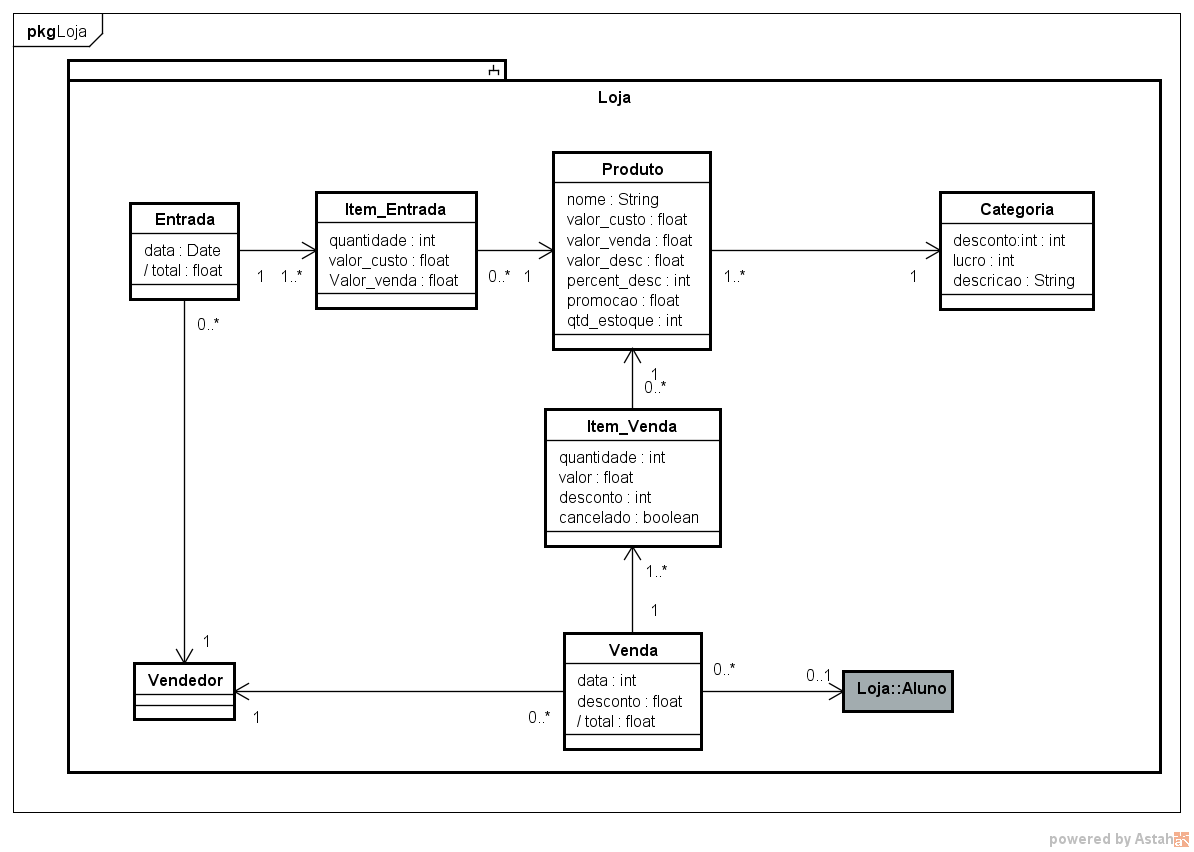 pkg Loja
Loja
Entrada
data : Date
/ total : float
1
1..*
Item_Entrada
quantidade : int
valor_custo : float
Valor_venda : float
0..*
1
Produto
nome : String
valor_custo : float
valor_venda : float
valor_desc : float
percent_desc : int
promocao : float
qtd_estoque : int
1..*
1
Categoria
desconto:int : int
lucro : int
descricao : String
0..*
1
1
0..*
Item_Venda
quantidade : int
valor : float
desconto : int
cancelado : boolean
1..*
1
Vendedor
1
0..*
Venda
data : int
desconto : float
/ total : float
0..*
0..1
Loja::Aluno
powered by Astah